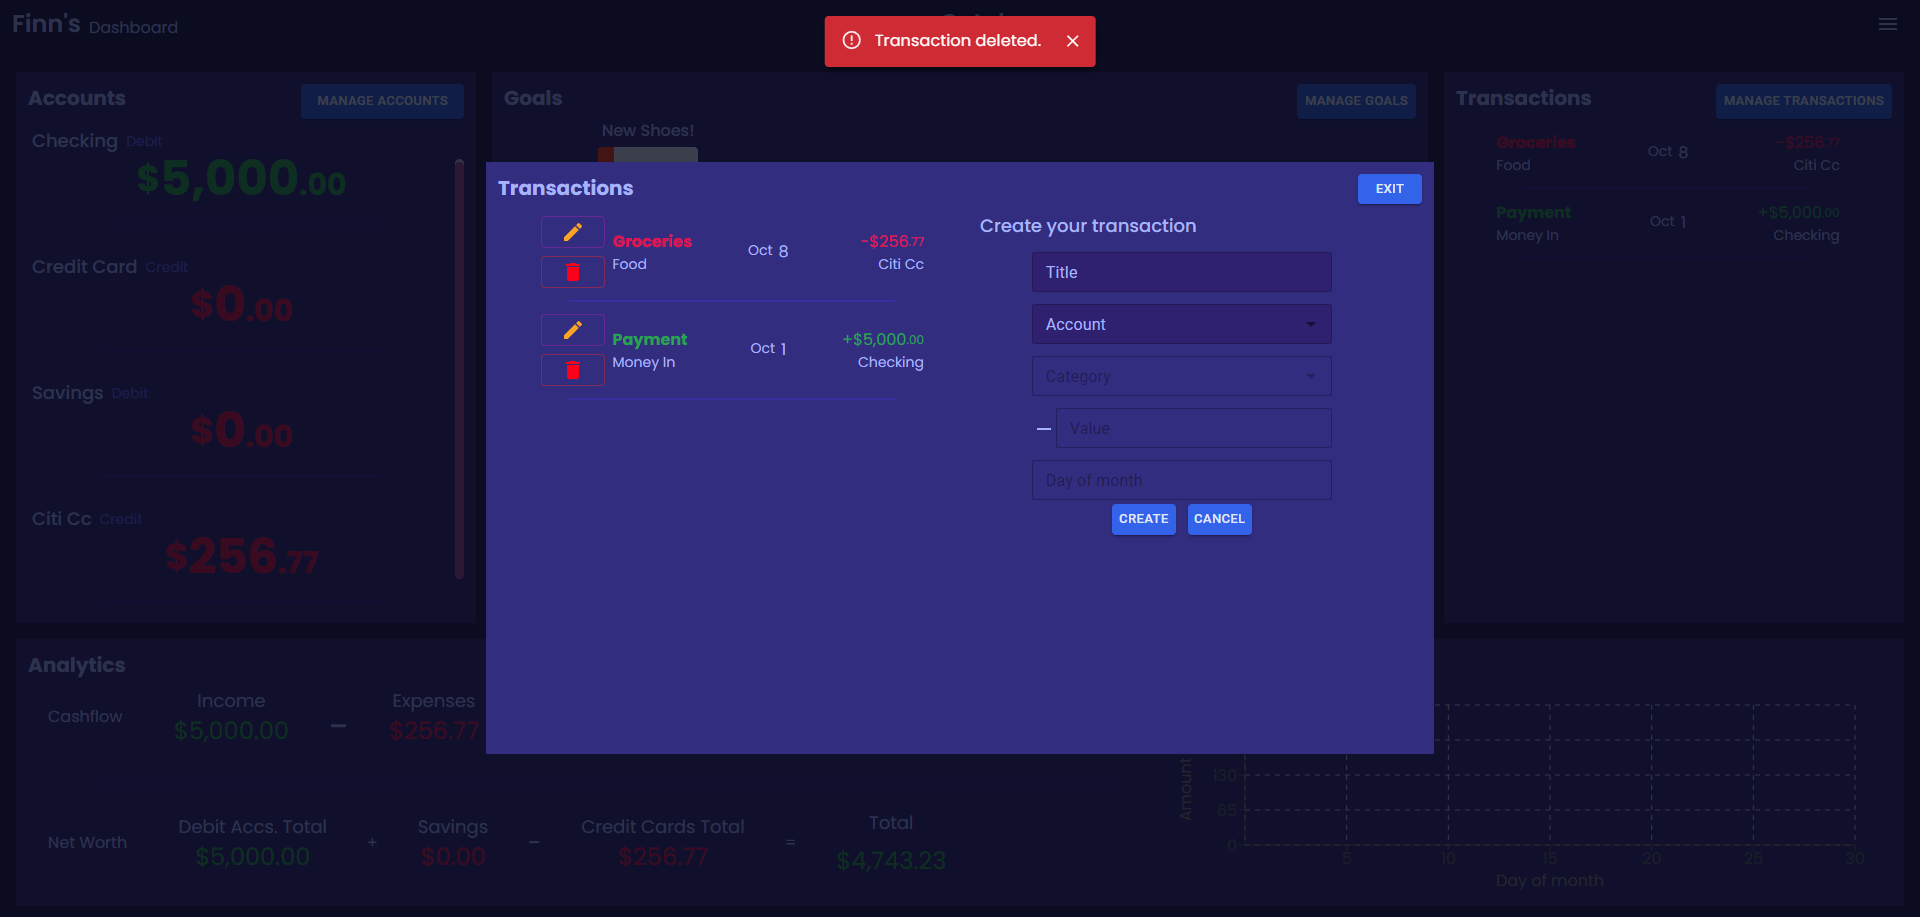 Finn's Dashboard
Transaction deleted.
Accounts
MANAGE ACCOUNTS
Checking Debit
$5,000.00
Credit Card Credit
$0.00
Savings Debit
$0.00
Citi Cc Credit
$256.77
Goals
MANAGE GOALS
New Shoes!
Transactions
MANAGE TRANSACTIONS
Groceries
Food
Oct 8
-$256.77
Citi Cc
Payment
Money In
Oct 1
+$5,000.00
Checking
Transactions
EXIT
Groceries
Food
Oct 8
-$256.77
Citi Cc
Payment
Money In
Oct 1
+$5,000.00
Checking
Create your transaction
Title
Account
Category
— Value
Day of month
CREATE
CANCEL
Analytics
Cashflow
Income
$5,000.00
—
Expenses
$256.77
Net Worth
Debit Accs. Total
$5,000.00
+
Savings
$0.00
–
Credit Cards Total
$256.77
=
Total
$4,743.23
Amount
130
65
0
5 10 15 20 25 30
Day of month